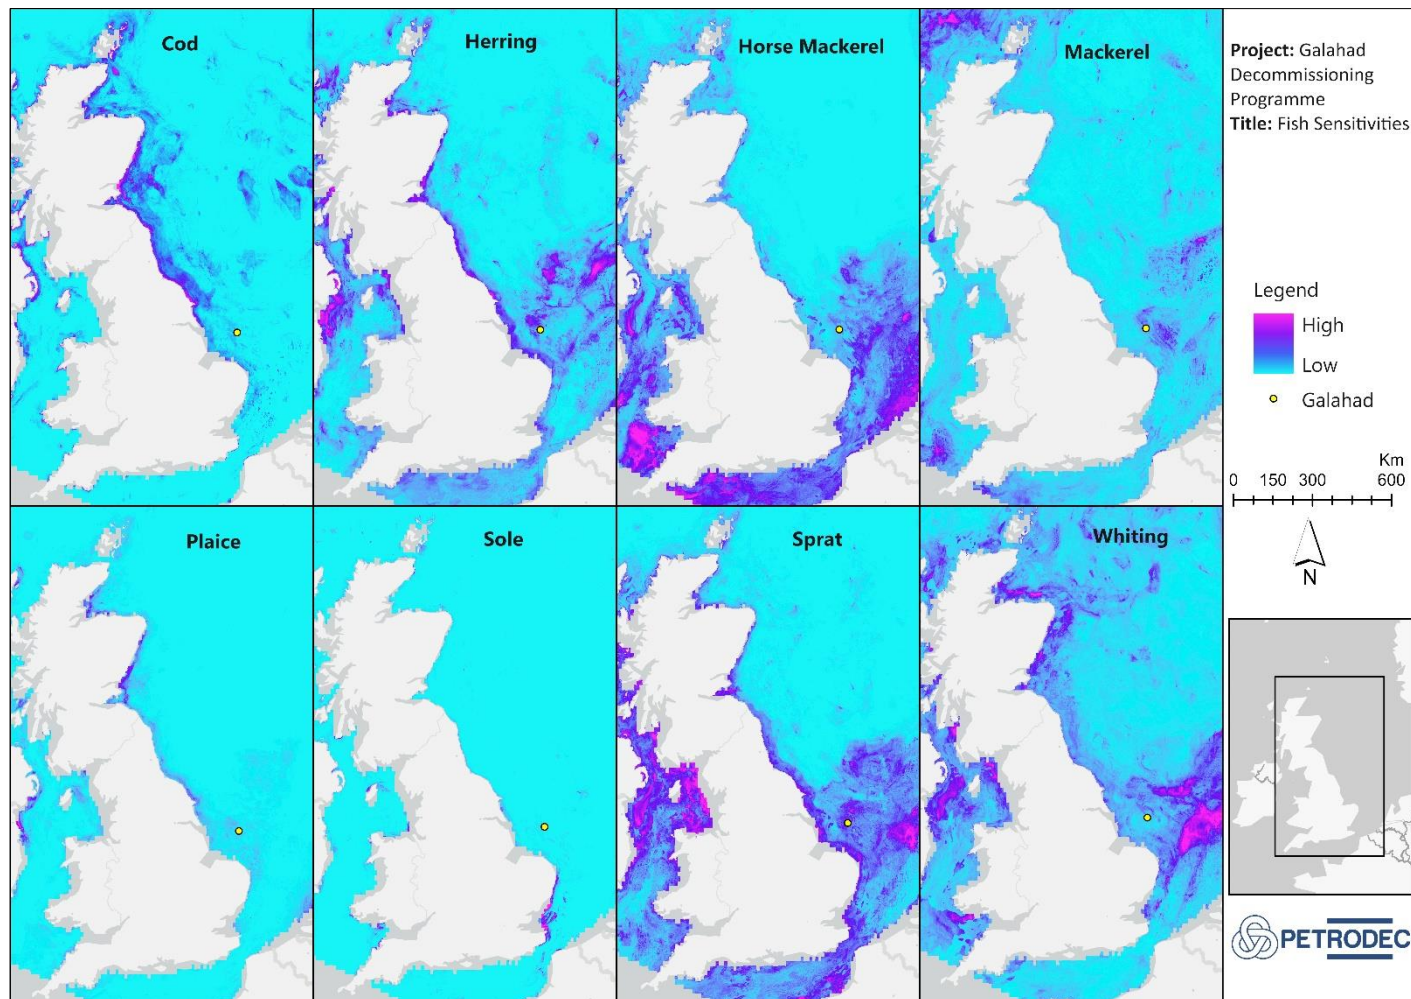 Cod
Herring
Horse Mackerel
Mackerel
Project: Galahad
Decommissioning
Programme
Title: Fish Sensitivities
Legend
High
Low
Galahad
Km
0 150 300 600
N
Plaice
Sole
Sprat
Whiting
PETRODEC